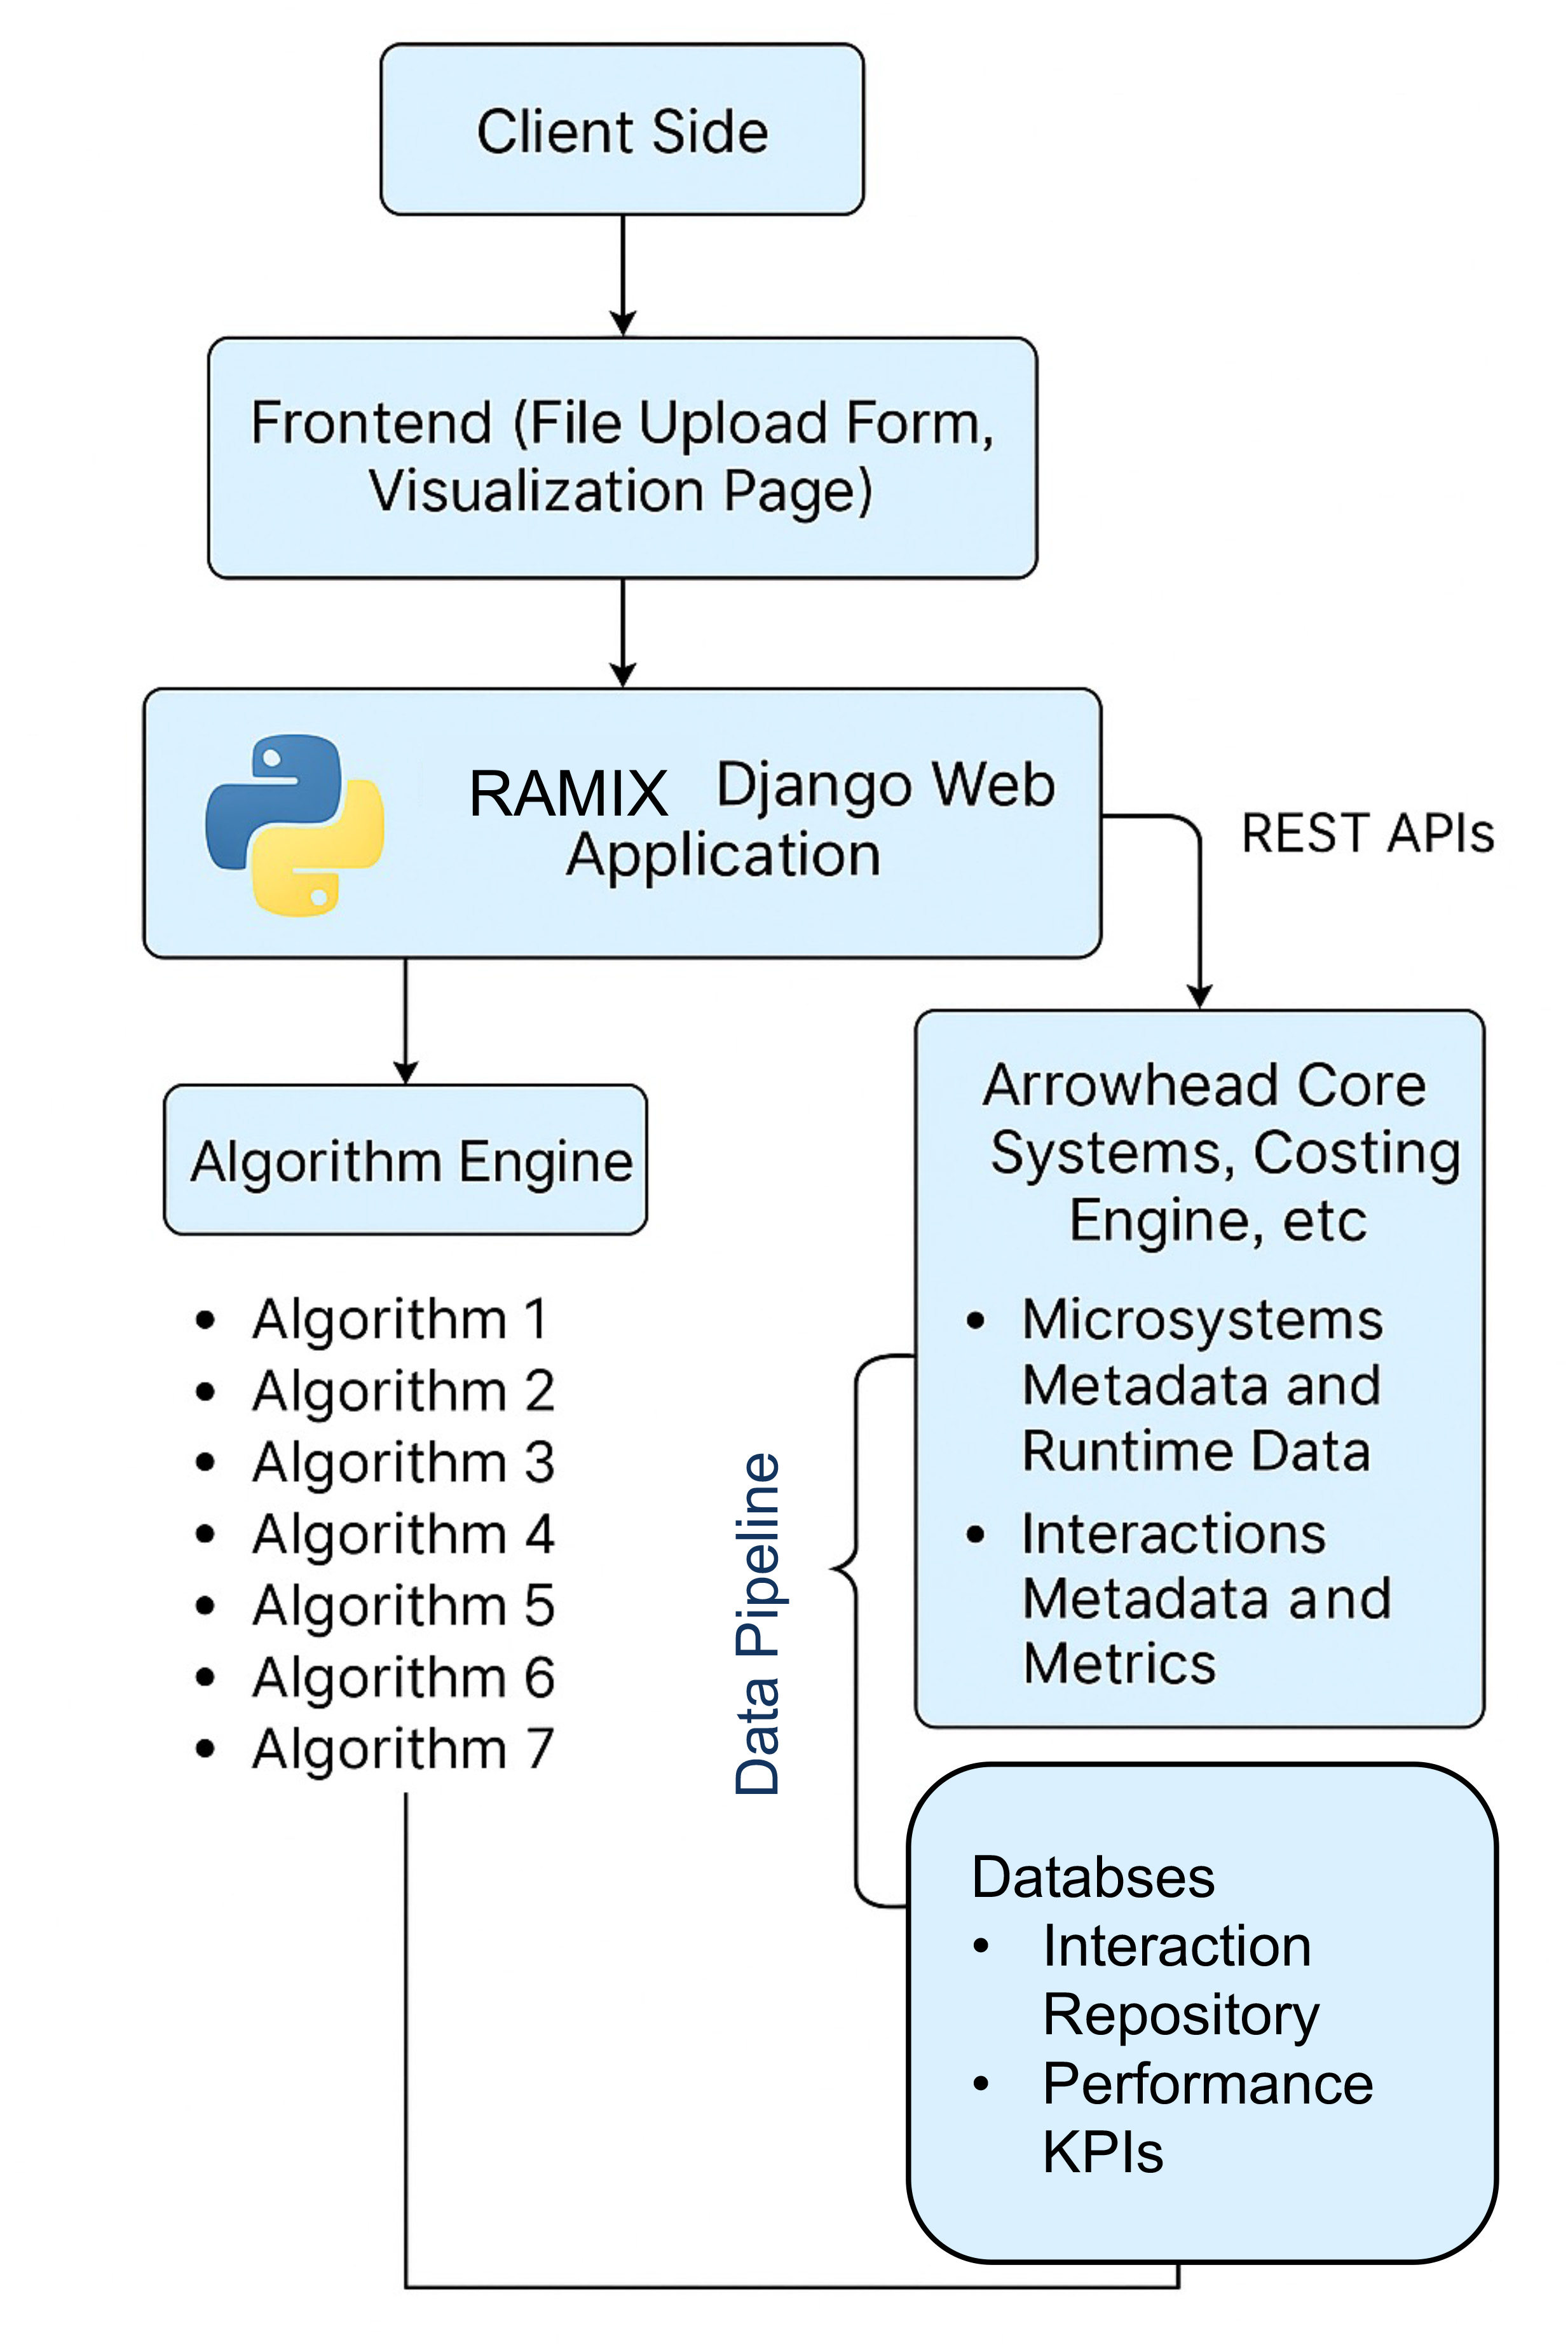 Client Side
Frontend (File Upload Form,
Visualization Page)
RAMIX Django Web
Application
REST APIs
Algorithm Engine
• Algorithm 1
• Algorithm 2
• Algorithm 3
• Algorithm 4
• Algorithm 5
• Algorithm 6
• Algorithm 7
Data Pipeline
Arrowhead Core
Systems, Costing
Engine, etc
• Microsystems
Metadata and
Runtime Data
• Interactions
Metadata and
Metrics
Databses
• Interaction
Repository
• Performance
KPIs